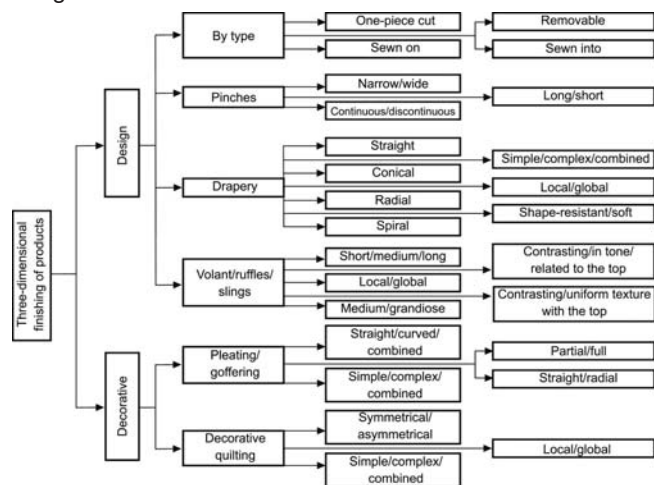 Three-dimensional
finishing of products
Design
By type
One-piece cut
Sewn on
Removable
Sewn into
Pinches
Narrow/wide
Continuous/discontinuous
Long/short
Drapery
Straight
Conical
Radial
Spiral
Simple/complex/combined
Local/global
Shape-resistant/soft
Volant/ruffles/
slings
Short/medium/long
Local/global
Medium/grandiose
Contrasting/in tone/
related to the top
Contrasting/uniform texture
with the top
Decorative
Pleating/
goffering
Straight/curved/
combined
Simple/complex/
combined
Partial/full
Straight/radial
Decorative
quilting
Symmetrical/
asymmetrical
Simple/complex/
combined
Local/global